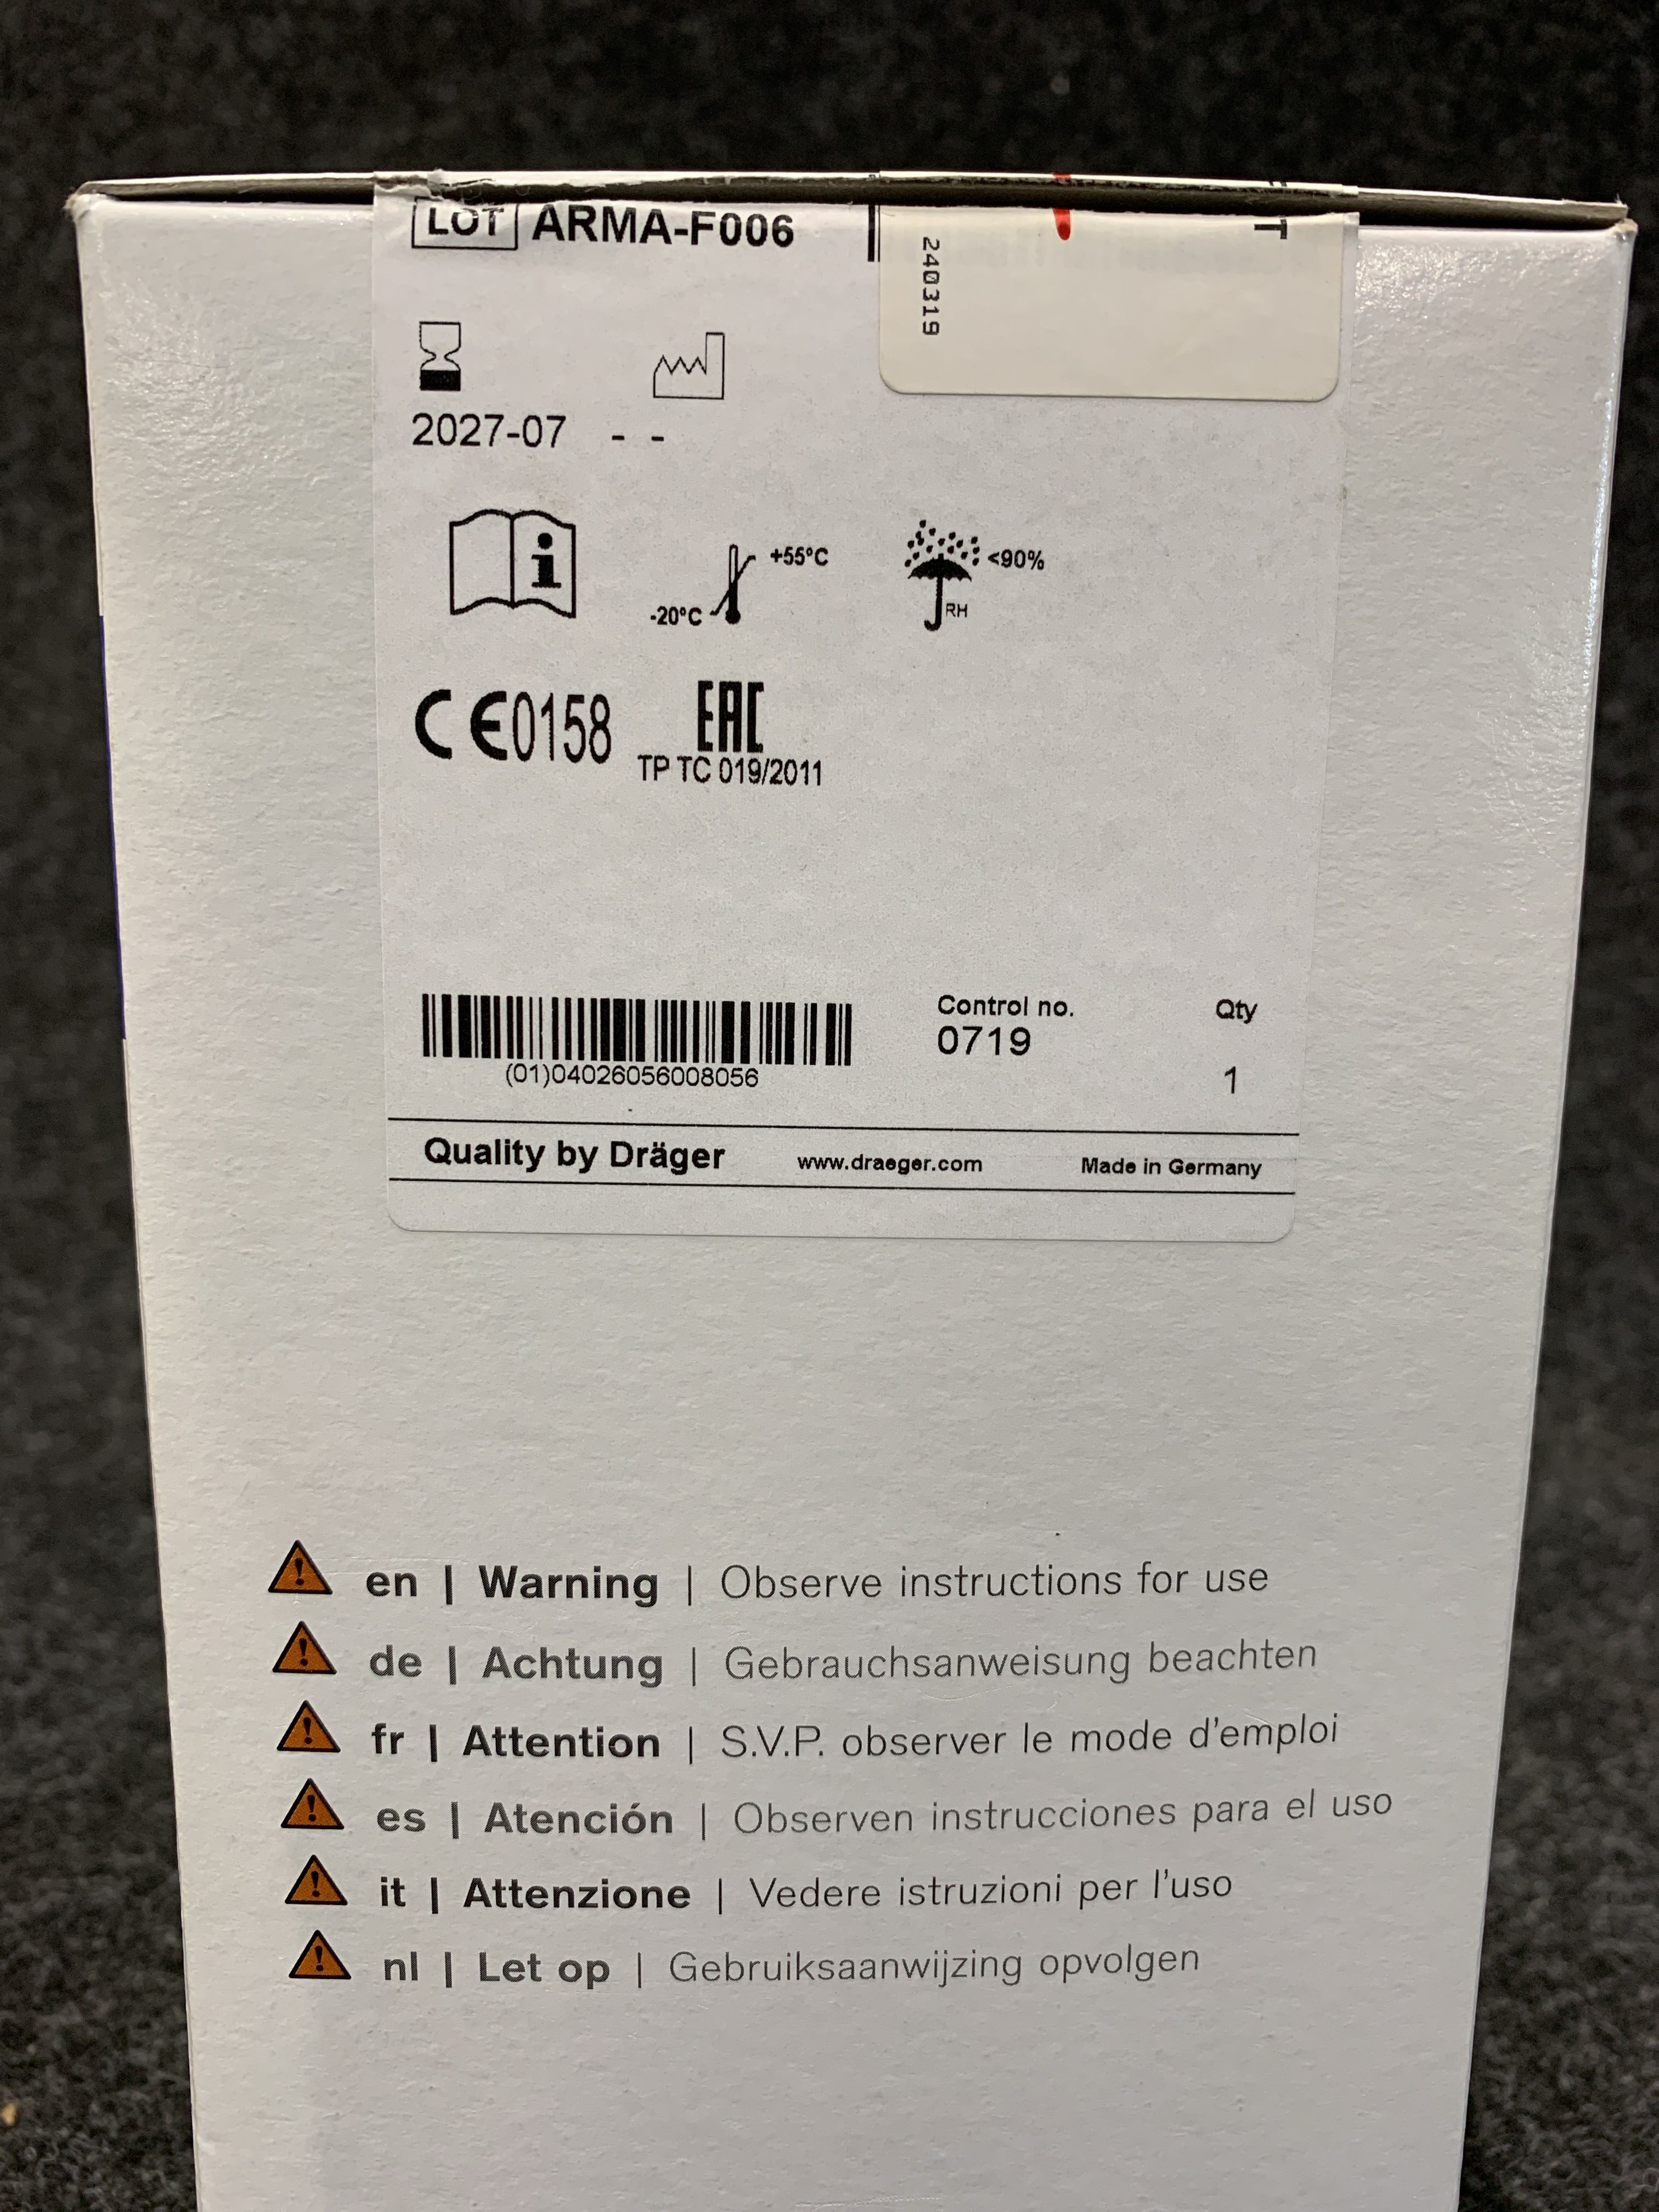 LOT ARMA-F006
240319
T
2027-07 - -
i
+55°C
-20°C
<90%
RH
CE0158
EAC
TP TC 019/2011
(01)04026056008056
Control no.
0719
Qty
1
Quality by Dräger www.draeger.com Made in Germany
! en | Warning | Observe instructions for use
! de | Achtung | Gebrauchsanweisung beachten
! fr | Attention | S.V.P. observer le mode d'emploi
! es | Atención | Observen instrucciones para el uso
! it | Attenzione | Vedere istruzioni per l'uso
! nl | Let op | Gebruiksaanwijzing opvolgen